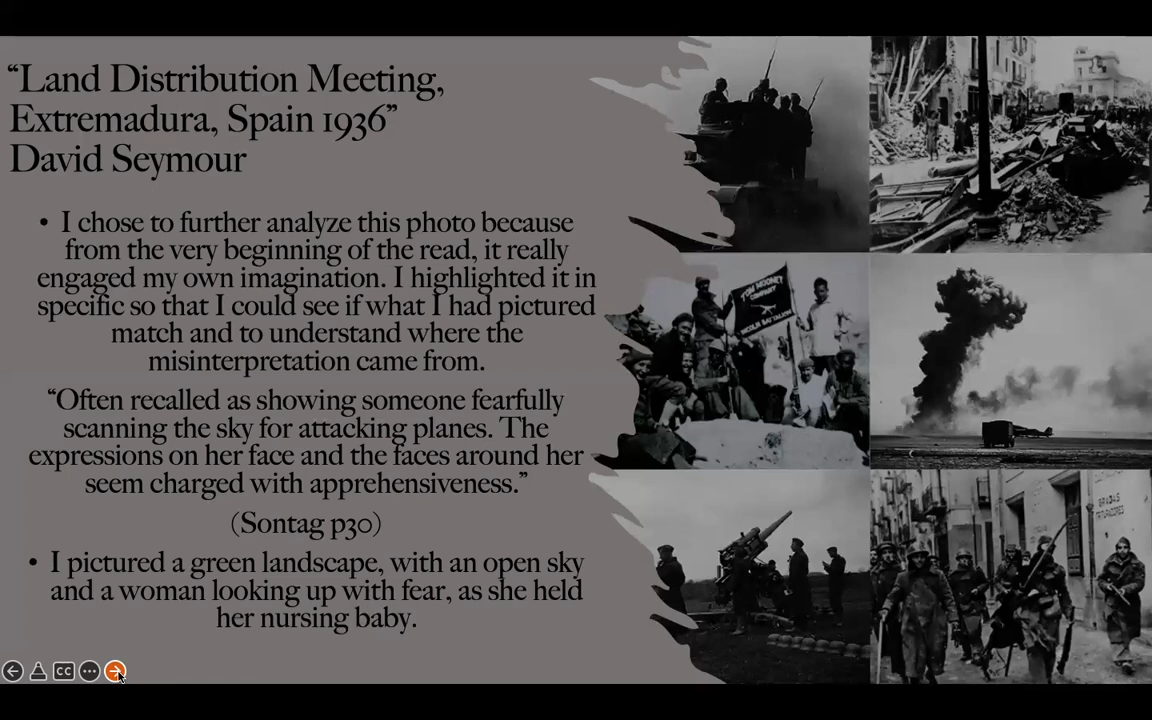 “Land Distribution Meeting,
Extremadura, Spain 1936”
David Seymour
• I chose to further analyze this photo because
from the very beginning of the read, it really
engaged my own imagination. I highlighted it in
specific so that I could see if what I had pictured
match and to understand where the
misinterpretation came from.
“Often recalled as showing someone fearfully
scanning the sky for attacking planes. The
expressions on her face and the faces around her
seem charged with apprehensiveness.”
(Sontag p30)
• I pictured a green landscape, with an open sky
and a woman looking up with fear, as she held
her nursing baby.
TOM MOONEY
COMPANY
BATTALION
CC